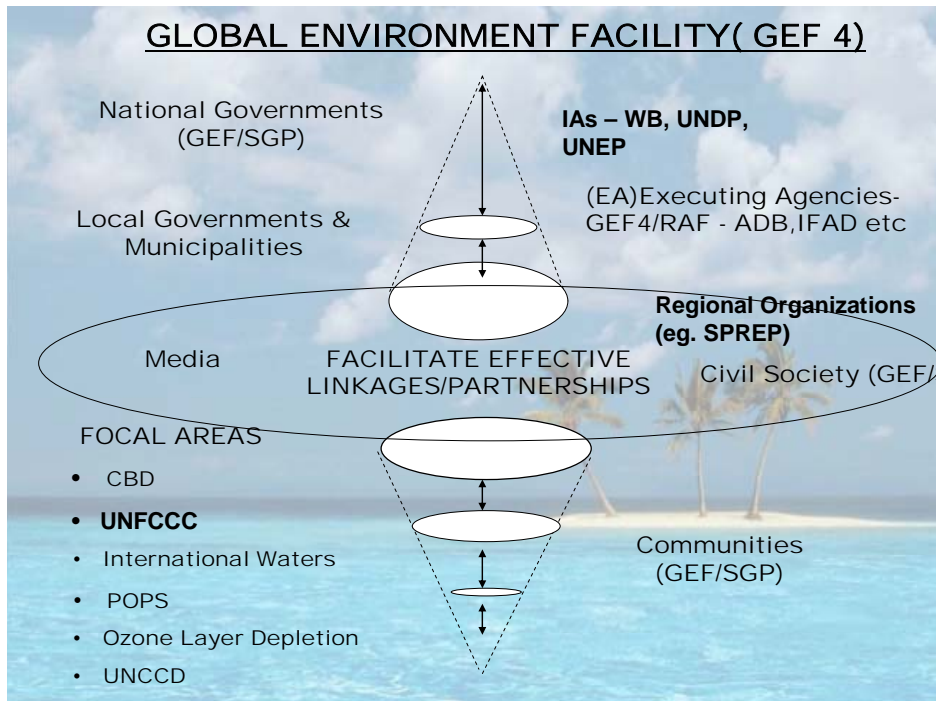 GLOBAL ENVIRONMENT FACILITY( GEF 4)
National Governments
(GEF/SGP)
IAs – WB, UNDP,
UNEP
(EA)Executing Agencies-
GEF4/RAF - ADB,IFAD etc
Local Governments &
Municipalities
Regional Organizations
(eg. SPREP)
Media
FACILITATE EFFECTIVE
LINKAGES/PARTNERSHIPS
Civil Society (GEF/
FOCAL AREAS
• CBD
• UNFCCC
• International Waters
• POPS
• Ozone Layer Depletion
• UNCCD
Communities
(GEF/SGP)